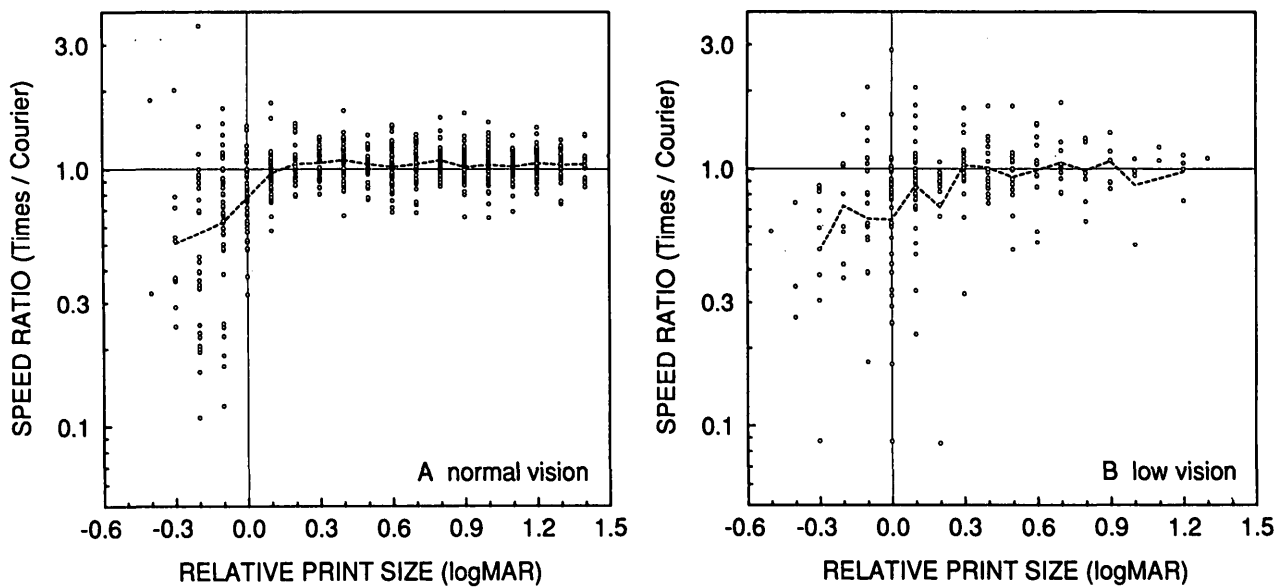 SPEED RATIO (Times / Courier)
3.0
1.0
0.3
0.1
A normal vision
-0.6 -0.3 0.0 0.3 0.6 0.9 1.2 1.5
RELATIVE PRINT SIZE (logMAR)
SPEED RATIO (Times / Courier)
3.0
1.0
0.3
0.1
B low vision
-0.6 -0.3 0.0 0.3 0.6 0.9 1.2 1.5
RELATIVE PRINT SIZE (logMAR)